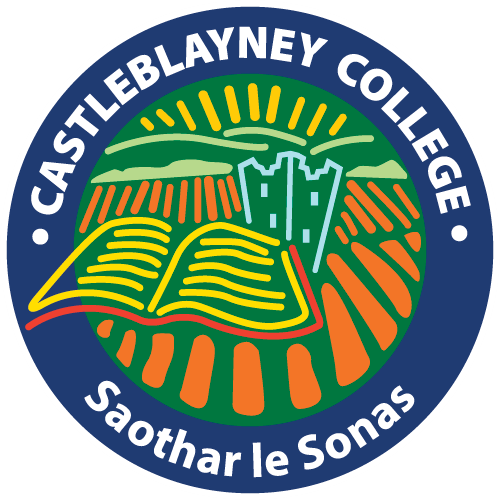 • CASTLEBLAYNEY COLLEGE •
Saothar le Sonas